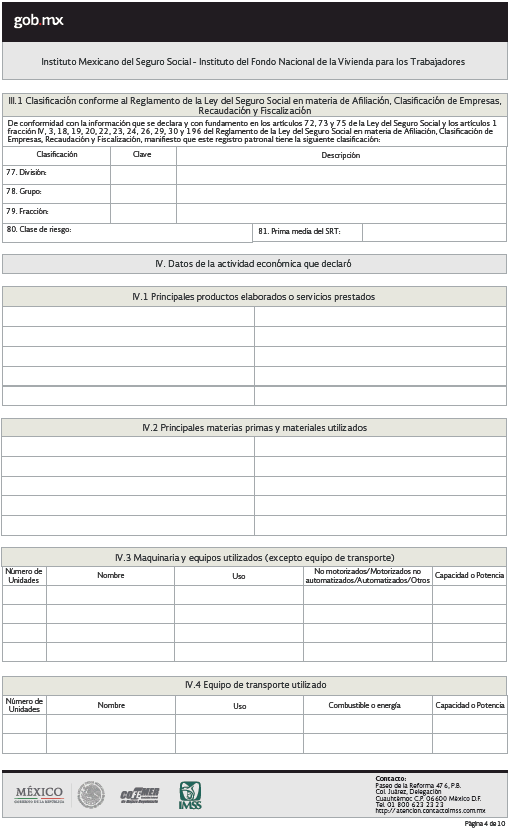 gob.mx
Instituto Mexicano del Seguro Social - Instituto del Fondo Nacional de la Vivienda para los Trabajadores
III.1 Clasificación conforme al Reglamento de la Ley del Seguro Social en materia de Afiliación, Clasificación de Empresas,
Recaudación y Fiscalización
De conformidad con la información que se declara y con fundamento en los artículos 72, 73 y 75 de la Ley del Seguro Social y los artículos 1
fracción IV, 3, 18, 19, 20, 22, 23, 24, 26, 29, 30 y 196 del Reglamento de la Ley del Seguro Social en materia de Afiliación, Clasificación de
Empresas, Recaudación y Fiscalización, manifiesto que este registro patronal tiene la siguiente clasificación:
Clasificación Clave Descripción
77. División:
78. Grupo:
79. Fracción:
80. Clase de riesgo: 81. Prima media del SRT:
IV. Datos de la actividad económica que declaró
IV.1 Principales productos elaborados o servicios prestados
IV.2 Principales materias primas y materiales utilizados
IV.3 Maquinaria y equipos utilizados (excepto equipo de transporte)
Número de
Unidades
Nombre
Uso
No motorizados/Motorizados no
automatizados/Automatizados/Otros
Capacidad o Potencia
IV.4 Equipo de transporte utilizado
Número de
Unidades
Nombre
Uso
Combustible o energía
Capacidad o Potencia
MÉXICO
GOBIERNO DE LA REPÚBLICA
COFEMER
IMSS
Contacto:
Paseo de la Reforma 476, P.B.
Col. Juárez, Delegación
Cuauhtémoc C.P. 06600 México D.F.
Tel. 01 800 623 23 23
http://atencion.contactoimss.com.mx
Página 4 de 10